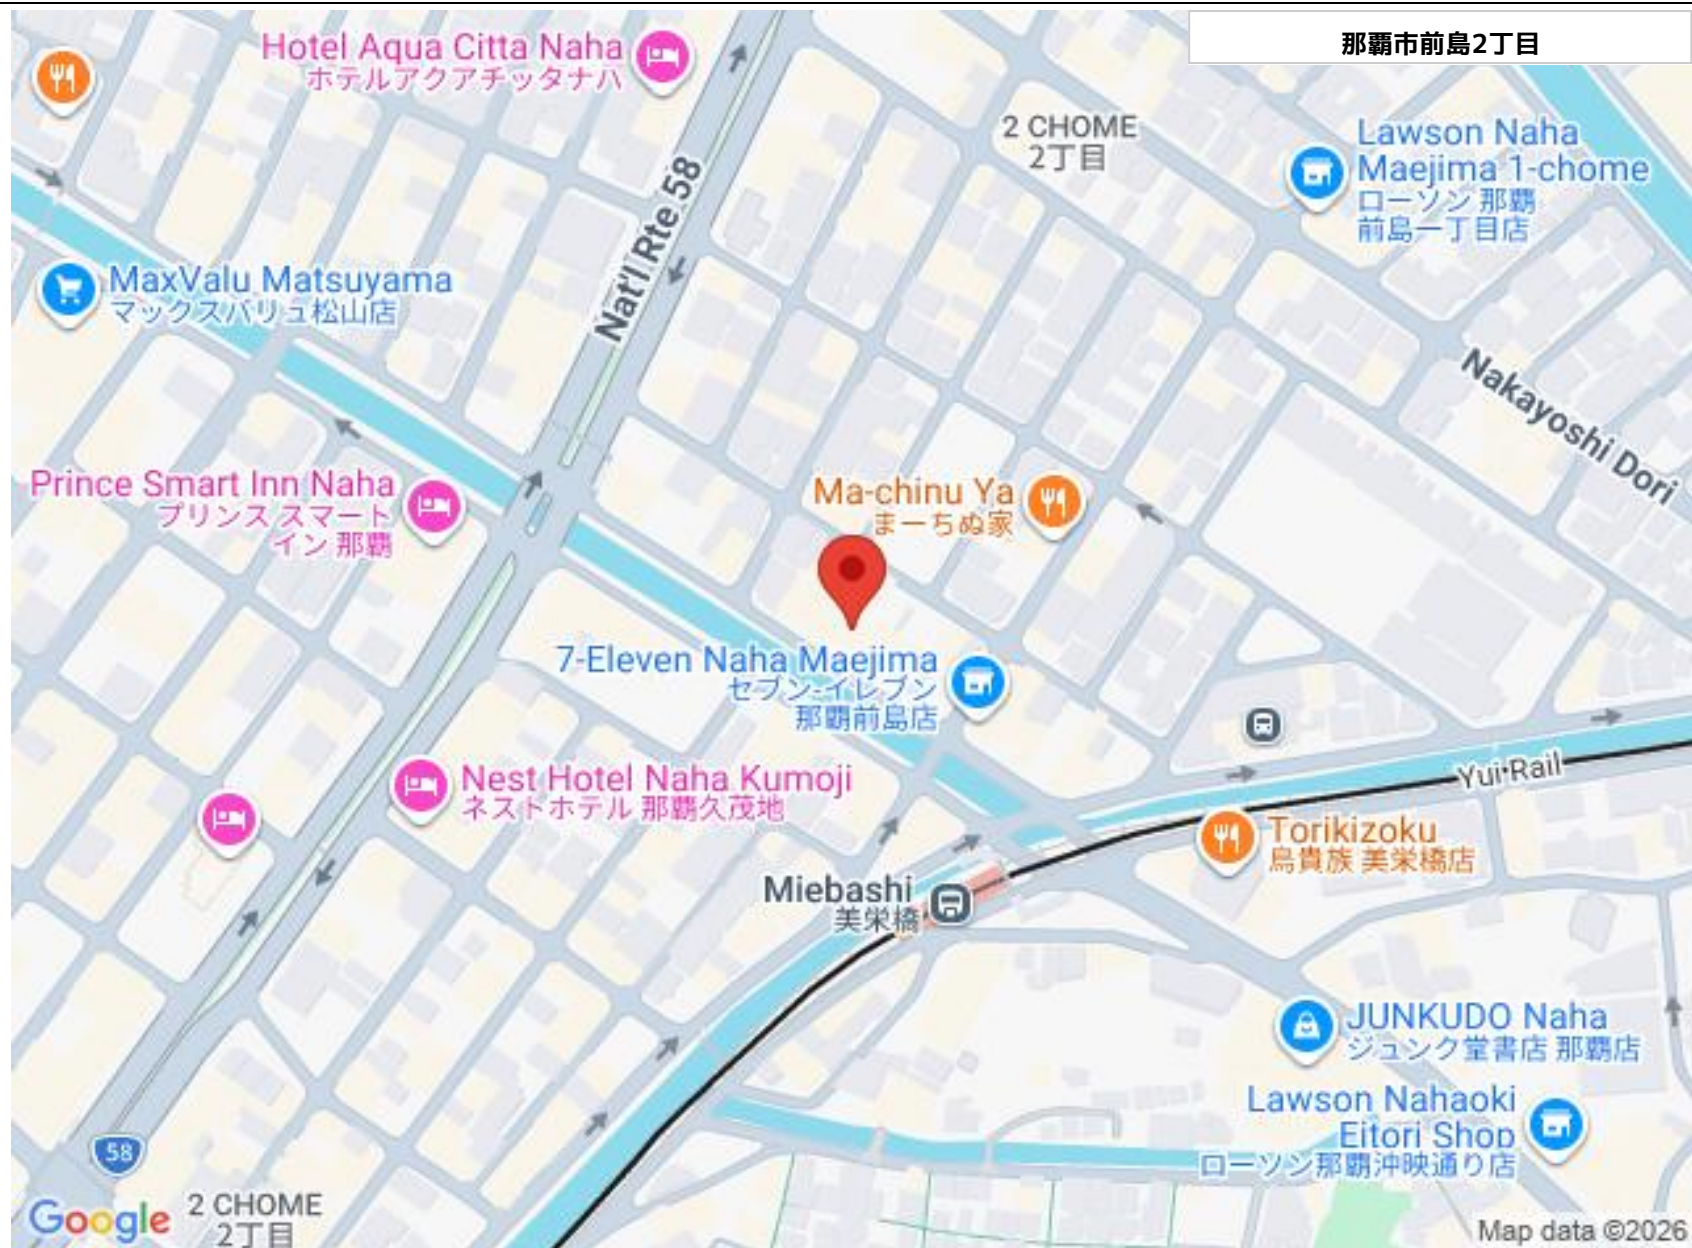 那覇市前島2丁目
Hotel Aqua Citta Naha
ホテルアクアチッタナハ
2 CHOME
2丁目
Lawson Naha
Maejima 1-chome
ローソン 那覇
前島一丁目店
Nat'l Rte 58
MaxValu Matsuyama
マックスバリュ松山店
Nakayoshi Dori
Prince Smart Inn Naha
プリンス スマート
イン 那覇
Ma-chinu Ya
まーちぬ家
7-Eleven Naha Maejima
セブン-イレブン
那覇前島店
Nest Hotel Naha Kumoji
ネストホテル 那覇久茂地
Yui Rail
Torikizoku
鳥貴族 美栄橋店
Miebashi
美栄橋
JUNKUDO Naha
ジュンク堂書店 那覇店
Lawson Nahaoki
Eitori Shop
ローソン那覇沖映通り店
58
2 CHOME
2丁目
Google
Map data ©2026